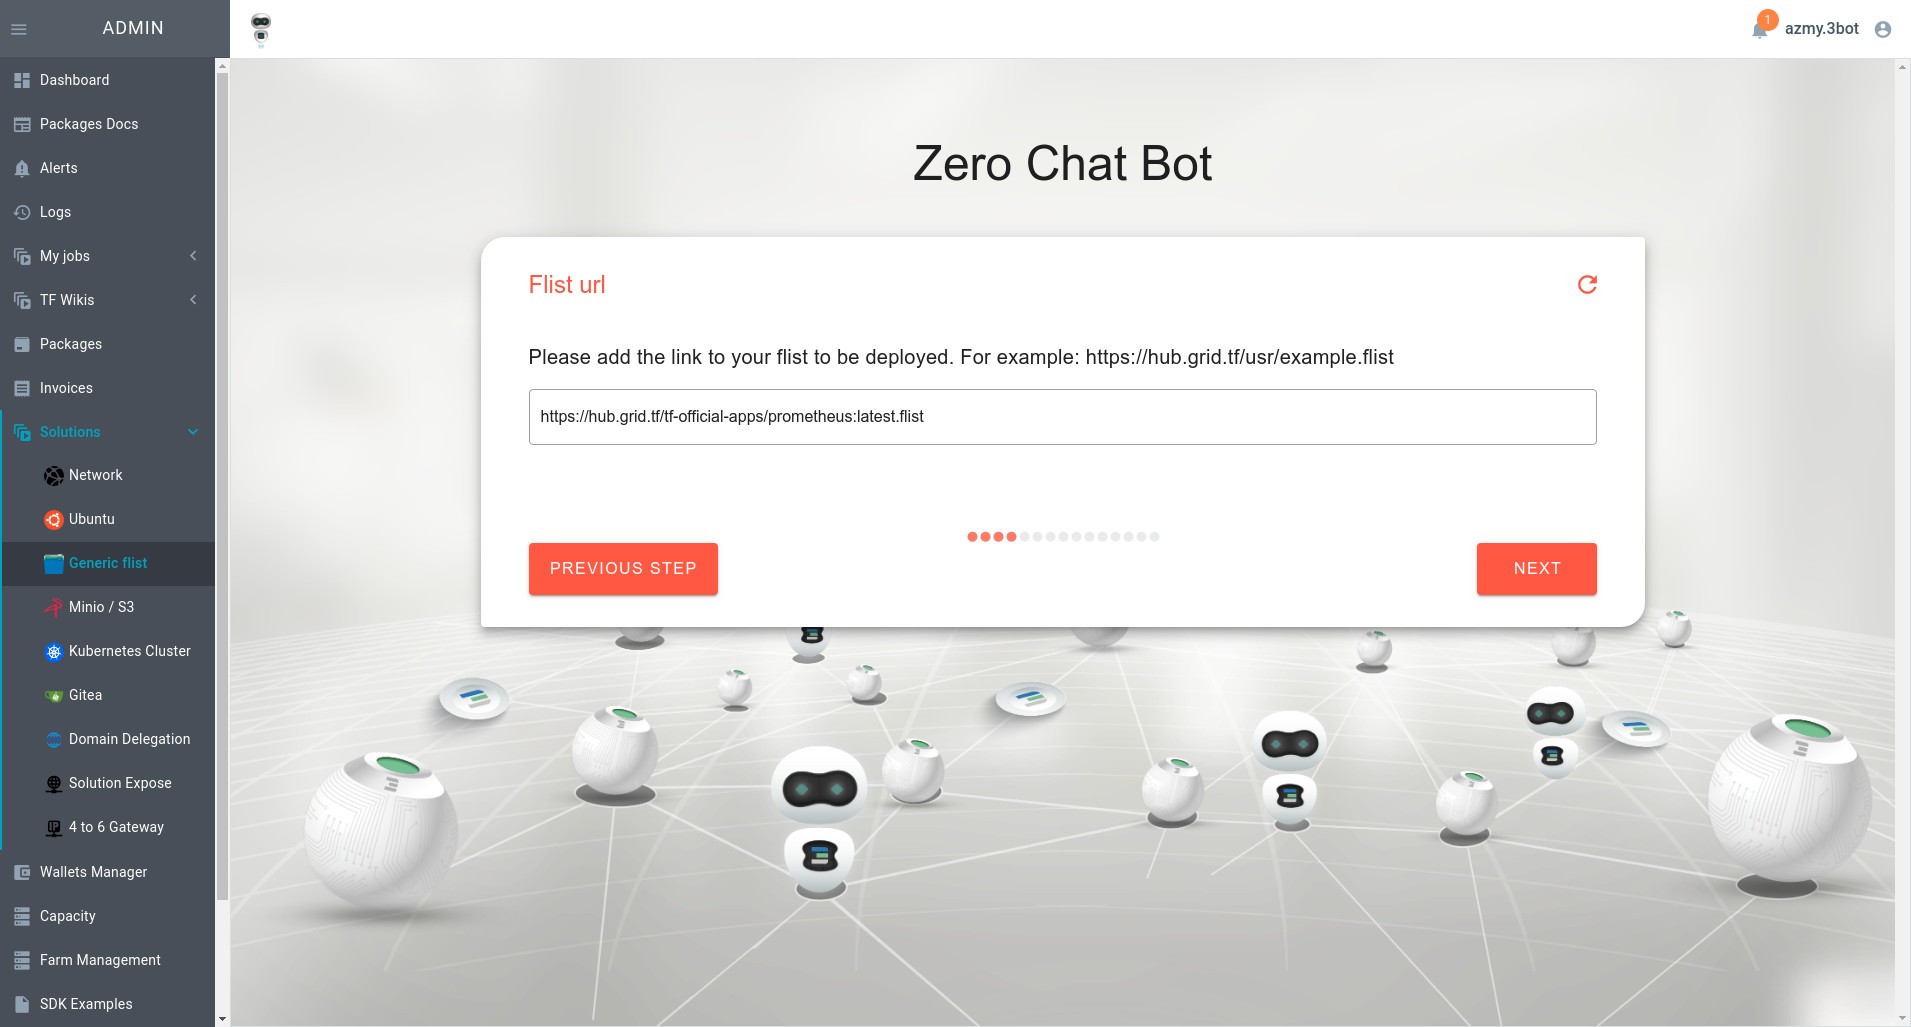 ADMIN
1
azmy.3bot
Dashboard
Packages Docs
Alerts
Logs
My jobs
TF Wikis
Packages
Invoices
Solutions
Network
Ubuntu
Generic flist
Minio / S3
Kubernetes Cluster
Gitea
Domain Delegation
Solution Expose
4 to 6 Gateway
Wallets Manager
Capacity
Farm Management
SDK Examples
Zero Chat Bot
Flist url
Please add the link to your flist to be deployed. For example: https://hub.grid.tf/usr/example.flist
https://hub.grid.tf/tf-official-apps/prometheus:latest.flist
PREVIOUS STEP
NEXT